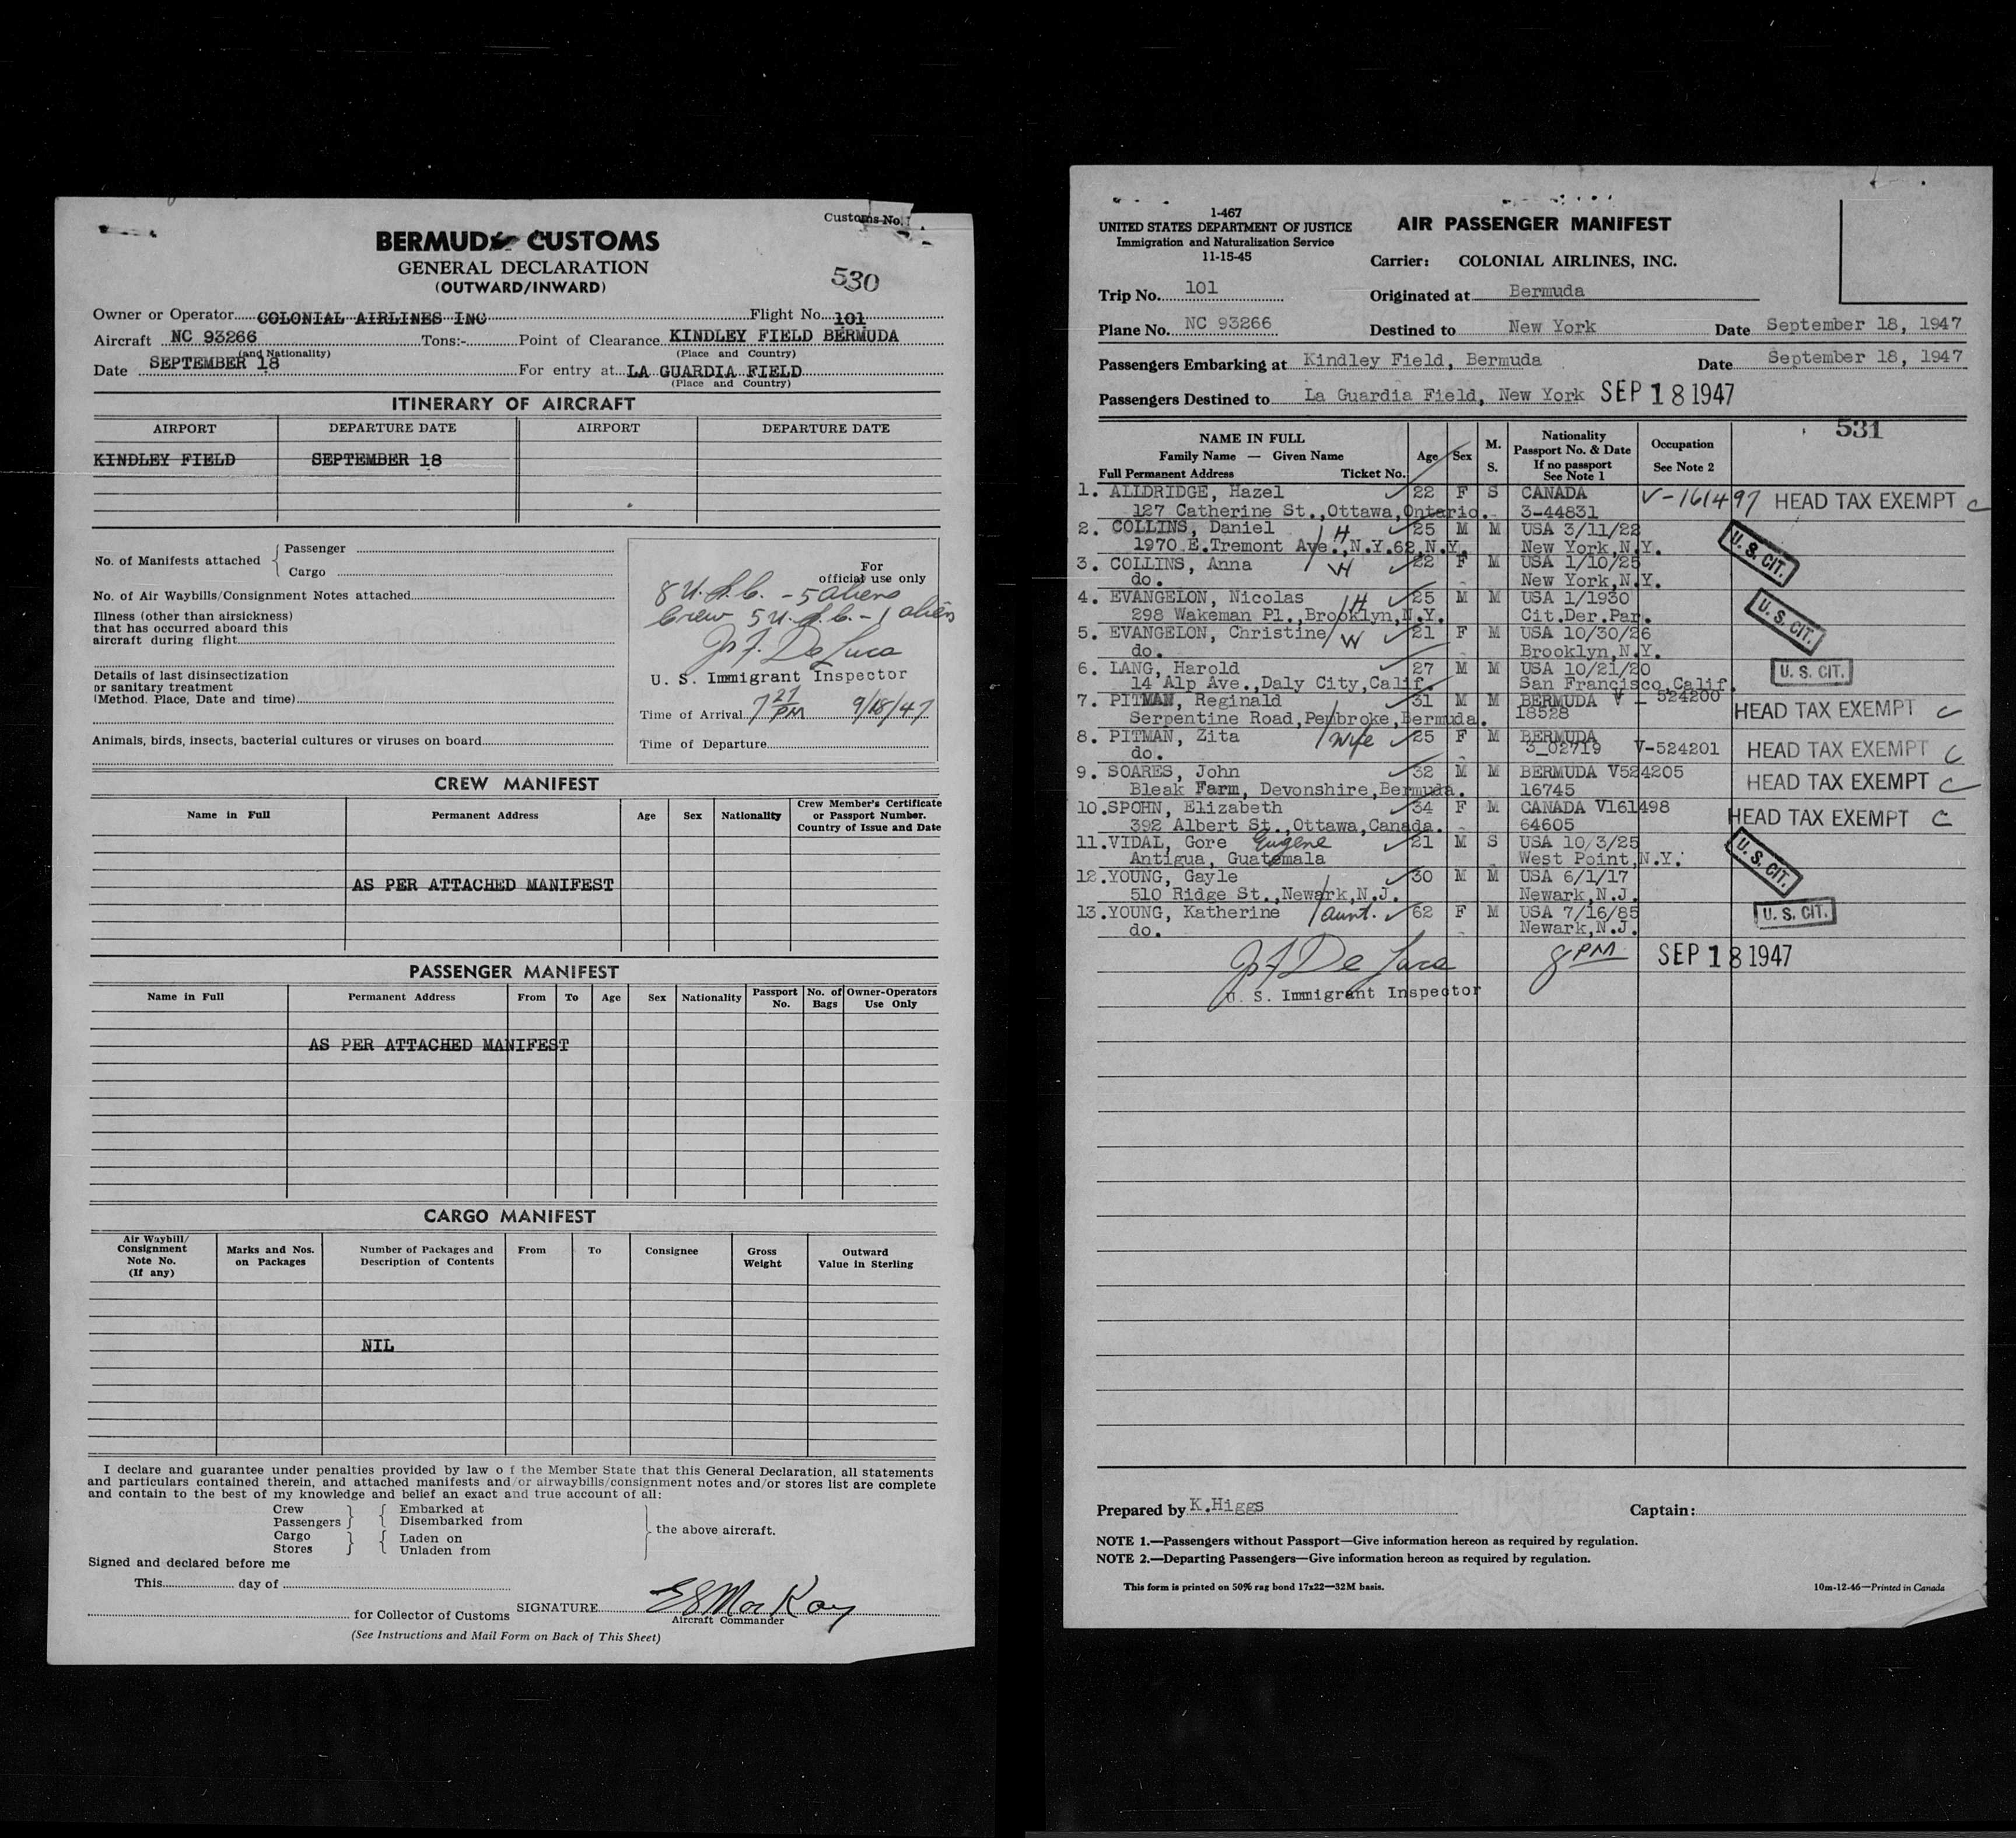 Customs No.
BERMUDA CUSTOMS
GENERAL DECLARATION
(OUTWARD/INWARD)
530
Owner or Operator COLONIAL AIRLINES INC Flight No. 101
Aircraft NC 93266 Tons:- Point of Clearance KINDLEY FIELD BERMUDA
(and Nationality) (Place and Country)
Date SEPTEMBER 18 For entry at LA GUARDIA FIELD
(Place and Country)
ITINERARY OF AIRCRAFT
AIRPORT DEPARTURE DATE AIRPORT DEPARTURE DATE
KINDLEY FIELD SEPTEMBER 18
No. of Manifests attached { Passenger
Cargo
No. of Air Waybills/Consignment Notes attached
Illness (other than airsickness)
that has occurred aboard this
aircraft during flight
Details of last disinsectization
or sanitary treatment
(Method. Place, Date and time)
Animals, birds, insects, bacterial cultures or viruses on board
For
official use only
8 U.S.C. - 5 aliens
Crew 5 U.S.C. - 1 alien
J. F. De Luca
U. S. Immigrant Inspector
Time of Arrival 7 27 PM 9/18/47
Time of Departure
CREW MANIFEST
Name in Full Permanent Address Age Sex Nationality Crew Member's Certificate
or Passport Number.
Country of Issue and Date
AS PER ATTACHED MANIFEST
PASSENGER MANIFEST
Name in Full Permanent Address From To Age Sex Nationality Passport No. No. of Bags Owner-Operators Use Only
AS PER ATTACHED MANIFEST
CARGO MANIFEST
Air Waybill/
Consignment
Note No.
(If any)
Marks and Nos.
on Packages
Number of Packages and
Description of Contents
From To Consignee
Gross
Weight
Outward
Value in Sterling
NIL
I declare and guarantee under penalties provided by law of the Member State that this General Declaration, all statements
and particulars contained therein, and attached manifests and/or airwaybills/consignment notes and/or stores list are complete
and contain to the best of my knowledge and belief an exact and true account of all:
Crew } { Embarked at
Passengers } { Disembarked from
the above aircraft.
Cargo } { Laden on
Stores } { Unladen from
Signed and declared before me
This day of
for Collector of Customs SIGNATURE E S MacKay
Aircraft Commander
(See Instructions and Mail Form on Back of This Sheet)
1-467
UNITED STATES DEPARTMENT OF JUSTICE
Immigration and Naturalization Service
11-15-45
AIR PASSENGER MANIFEST
Carrier: COLONIAL AIRLINES, INC.
Trip No. 101 Originated at Bermuda
Plane No. NC 93266 Destined to New York Date September 18, 1947
Passengers Embarking at Kindley Field, Bermuda Date September 18, 1947
Passengers Destined to La Guardia Field, New York SEP 18 1947
531
NAME IN FULL
Family Name — Given Name
Full Permanent Address Ticket No.
Age Sex M. S.
Nationality
Passport No. & Date
If no passport
See Note 1
Occupation
See Note 2
1. ALLDRIDGE, Hazel 22 F S CANADA V-161497 HEAD TAX EXEMPT C
127 Catherine St., Ottawa, Ontario. 3-44831
2. COLLINS, Daniel H 25 M M USA 3/11/22 U. S. CIT.
1970 E.Tremont Ave., N.Y.62,N.Y. New York,N.Y.
3. COLLINS, Anna W 22 F M USA 1/10/25
do. New York,N.Y.
4. EVANGELON, Nicolas H 25 M M USA 1/1930 U. S. CIT.
298 Wakeman Pl., Brooklyn,N.Y. Cit.Der.Par.
5. EVANGELON, Christine W 21 F M USA 10/30/26
do. Brooklyn,N.Y.
6. LANG, Harold 27 M M USA 10/21/20 U. S. CIT.
14 Alp Ave., Daly City,Calif. San Francisco,Calif.
7. PITMAN, Reginald 31 M M BERMUDA V - 524200 HEAD TAX EXEMPT C
Serpentine Road,Pembroke,Bermuda. 18528
8. PITMAN, Zita wife 25 F M BERMUDA HEAD TAX EXEMPT C
do. 3_02719 V-524201
9. SOARES, John 32 M M BERMUDA V524205 HEAD TAX EXEMPT C
Bleak Farm, Devonshire,Bermuda. 16745
10. SPOHN, Elizabeth 34 F M CANADA V161498 HEAD TAX EXEMPT C
392 Albert St., Ottawa,Canada. 64605
11. VIDAL, Gore Eugene 21 M S USA 10/3/25 U. S. CIT.
Antigua, Guatemala West Point,N.Y.
12. YOUNG, Gayle 30 M M USA 6/1/17
510 Ridge St., Newark,N.J. Newark,N.J.
13. YOUNG, Katherine aunt. 62 F M USA 7/16/85 U. S. CIT.
do. Newark,N.J.
J F De Luca 8 PM SEP 18 1947
U. S. Immigrant Inspector
Prepared by K.Higgs Captain:
NOTE 1.—Passengers without Passport—Give information hereon as required by regulation.
NOTE 2.—Departing Passengers—Give information hereon as required by regulation.
This form is printed on 50% rag bond 17x22—32M basis. 10m-12-46—Printed in Canada